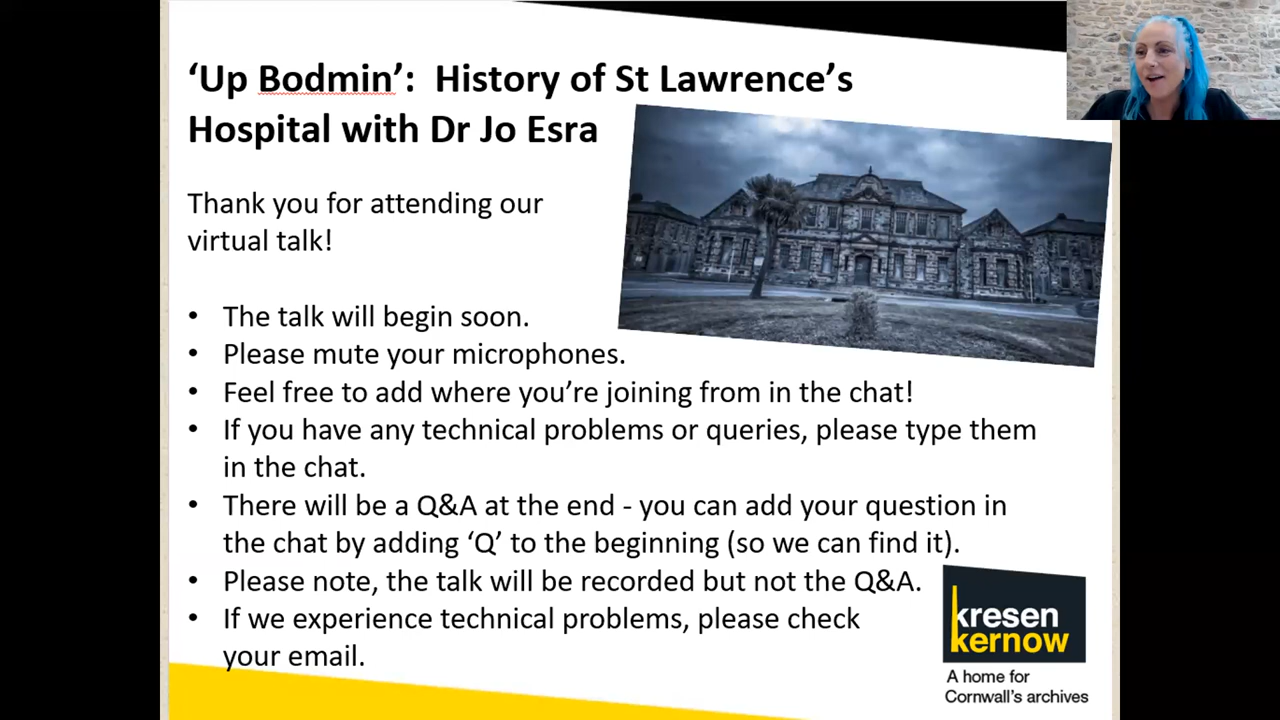 ‘Up Bodmin’: History of St Lawrence’s
Hospital with Dr Jo Esra
Thank you for attending our
virtual talk!
• The talk will begin soon.
• Please mute your microphones.
• Feel free to add where you’re joining from in the chat!
• If you have any technical problems or queries, please type them
in the chat.
• There will be a Q&A at the end - you can add your question in
the chat by adding ‘Q’ to the beginning (so we can find it).
• Please note, the talk will be recorded but not the Q&A.
• If we experience technical problems, please check
your email.
kresen
kernow
A home for
Cornwall’s archives